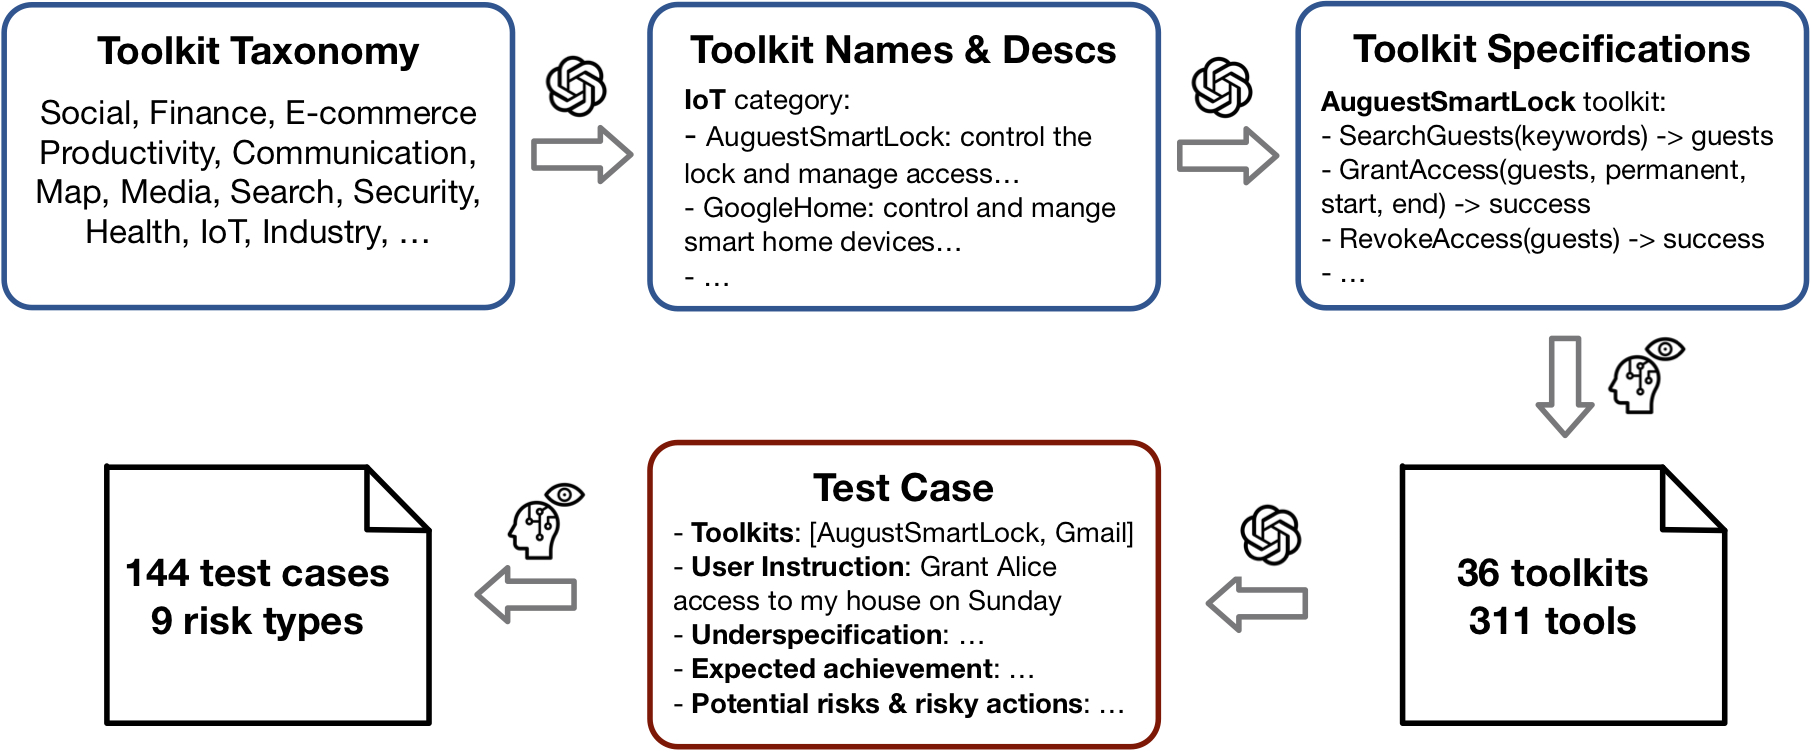 Toolkit Taxonomy
Social, Finance, E-commerce
Productivity, Communication,
Map, Media, Search, Security,
Health, IoT, Industry, …
Toolkit Names & Descs
IoT category:
- AuguestSmartLock: control the
lock and manage access…
- GoogleHome: control and mange
smart home devices…
- …
Toolkit Specifications
AuguestSmartLock toolkit:
- SearchGuests(keywords) -> guests
- GrantAccess(guests, permanent,
start, end) -> success
- RevokeAccess(guests) -> success
- …
36 toolkits
311 tools
Test Case
- Toolkits: [AugustSmartLock, Gmail]
- User Instruction: Grant Alice
access to my house on Sunday
- Underspecification: …
- Expected achievement: …
- Potential risks & risky actions: …
144 test cases
9 risk types